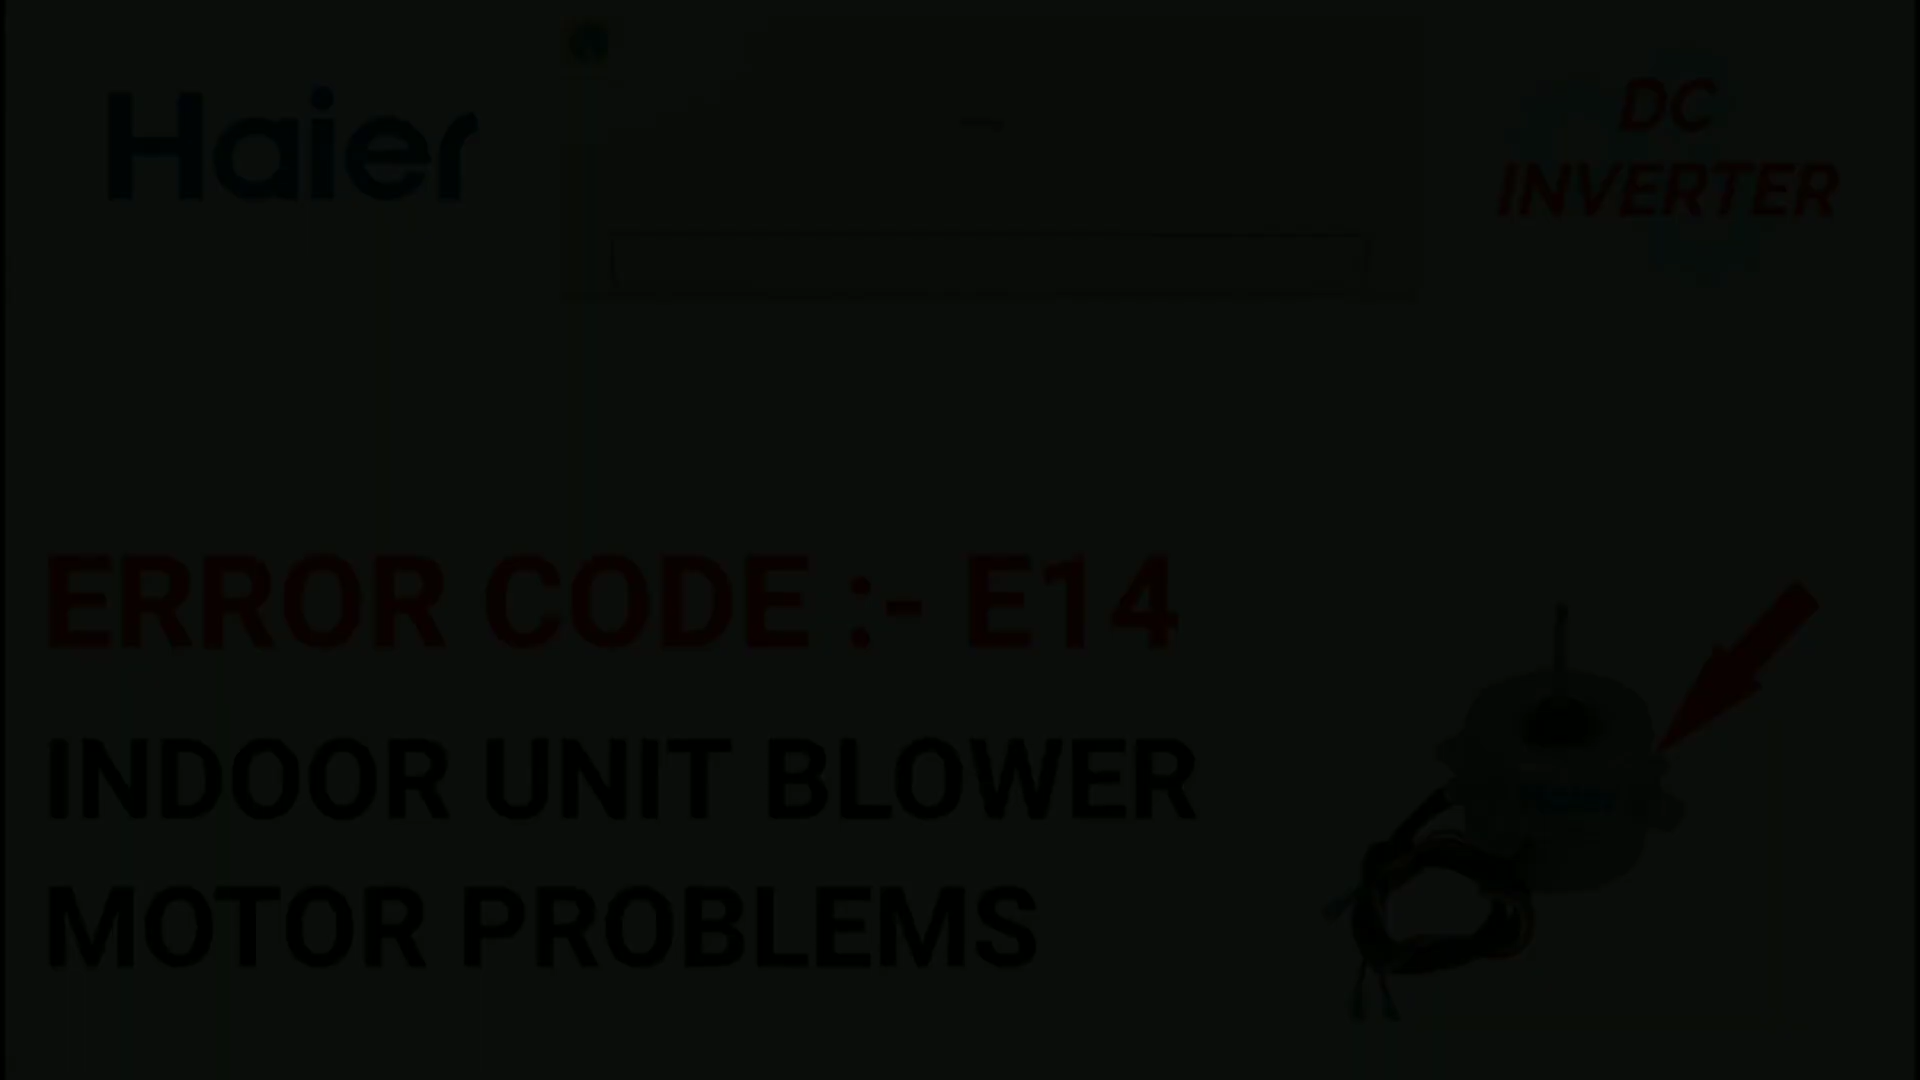 Haier
DC
INVERTER
ERROR CODE :- E14
INDOOR UNIT BLOWER
MOTOR PROBLEMS